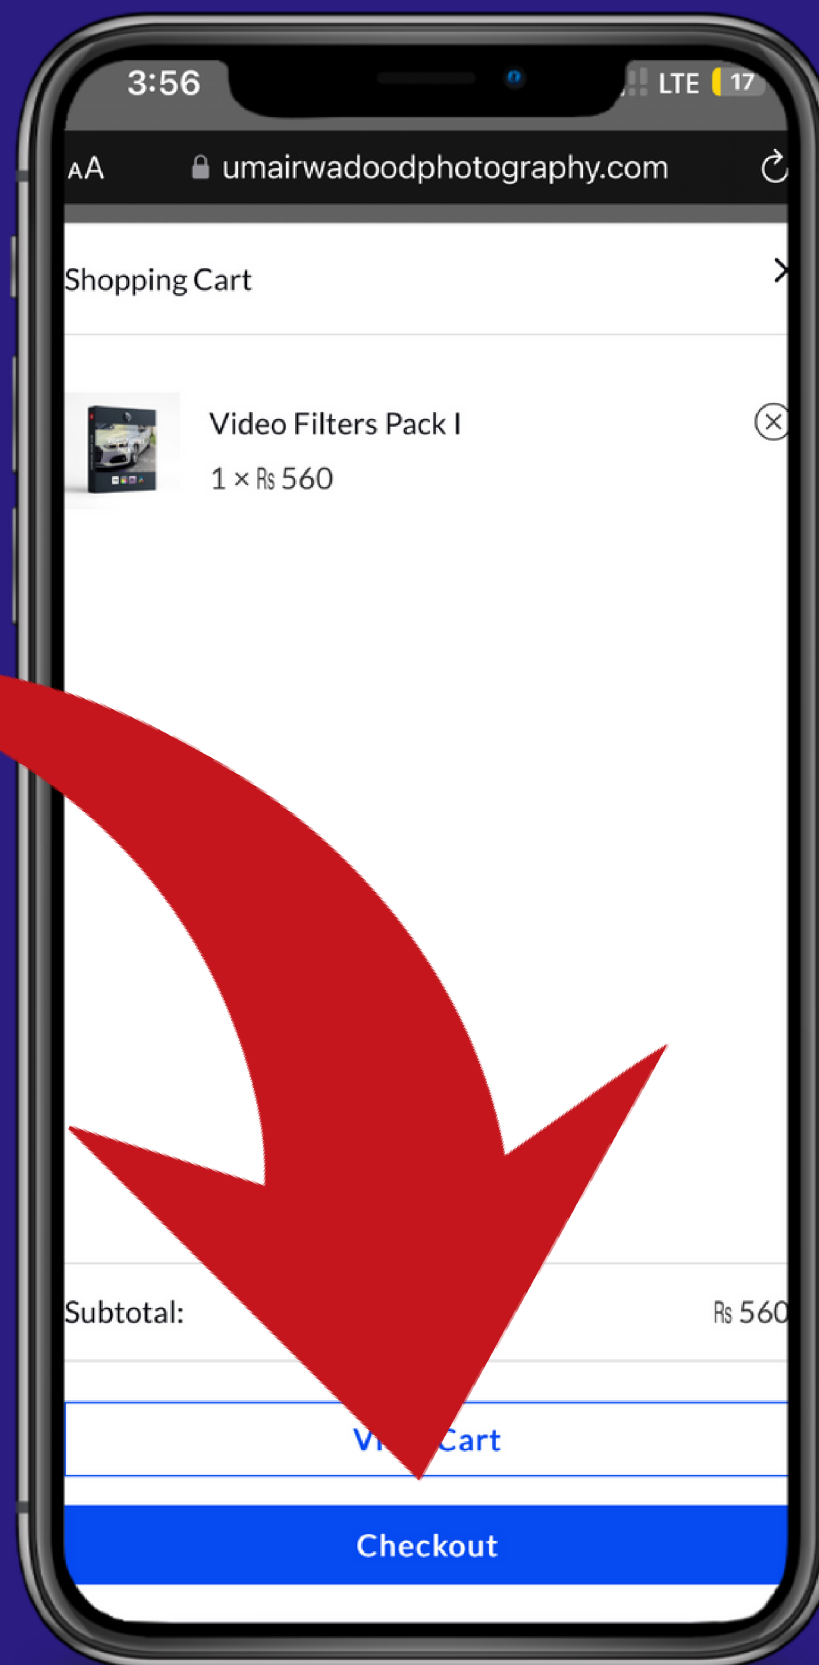 3:56 LTE 17
AA umairwadoodphotography.com
Shopping Cart
Video Filters Pack I
1 × Rs 560
Subtotal: Rs 560
Cart
Checkout